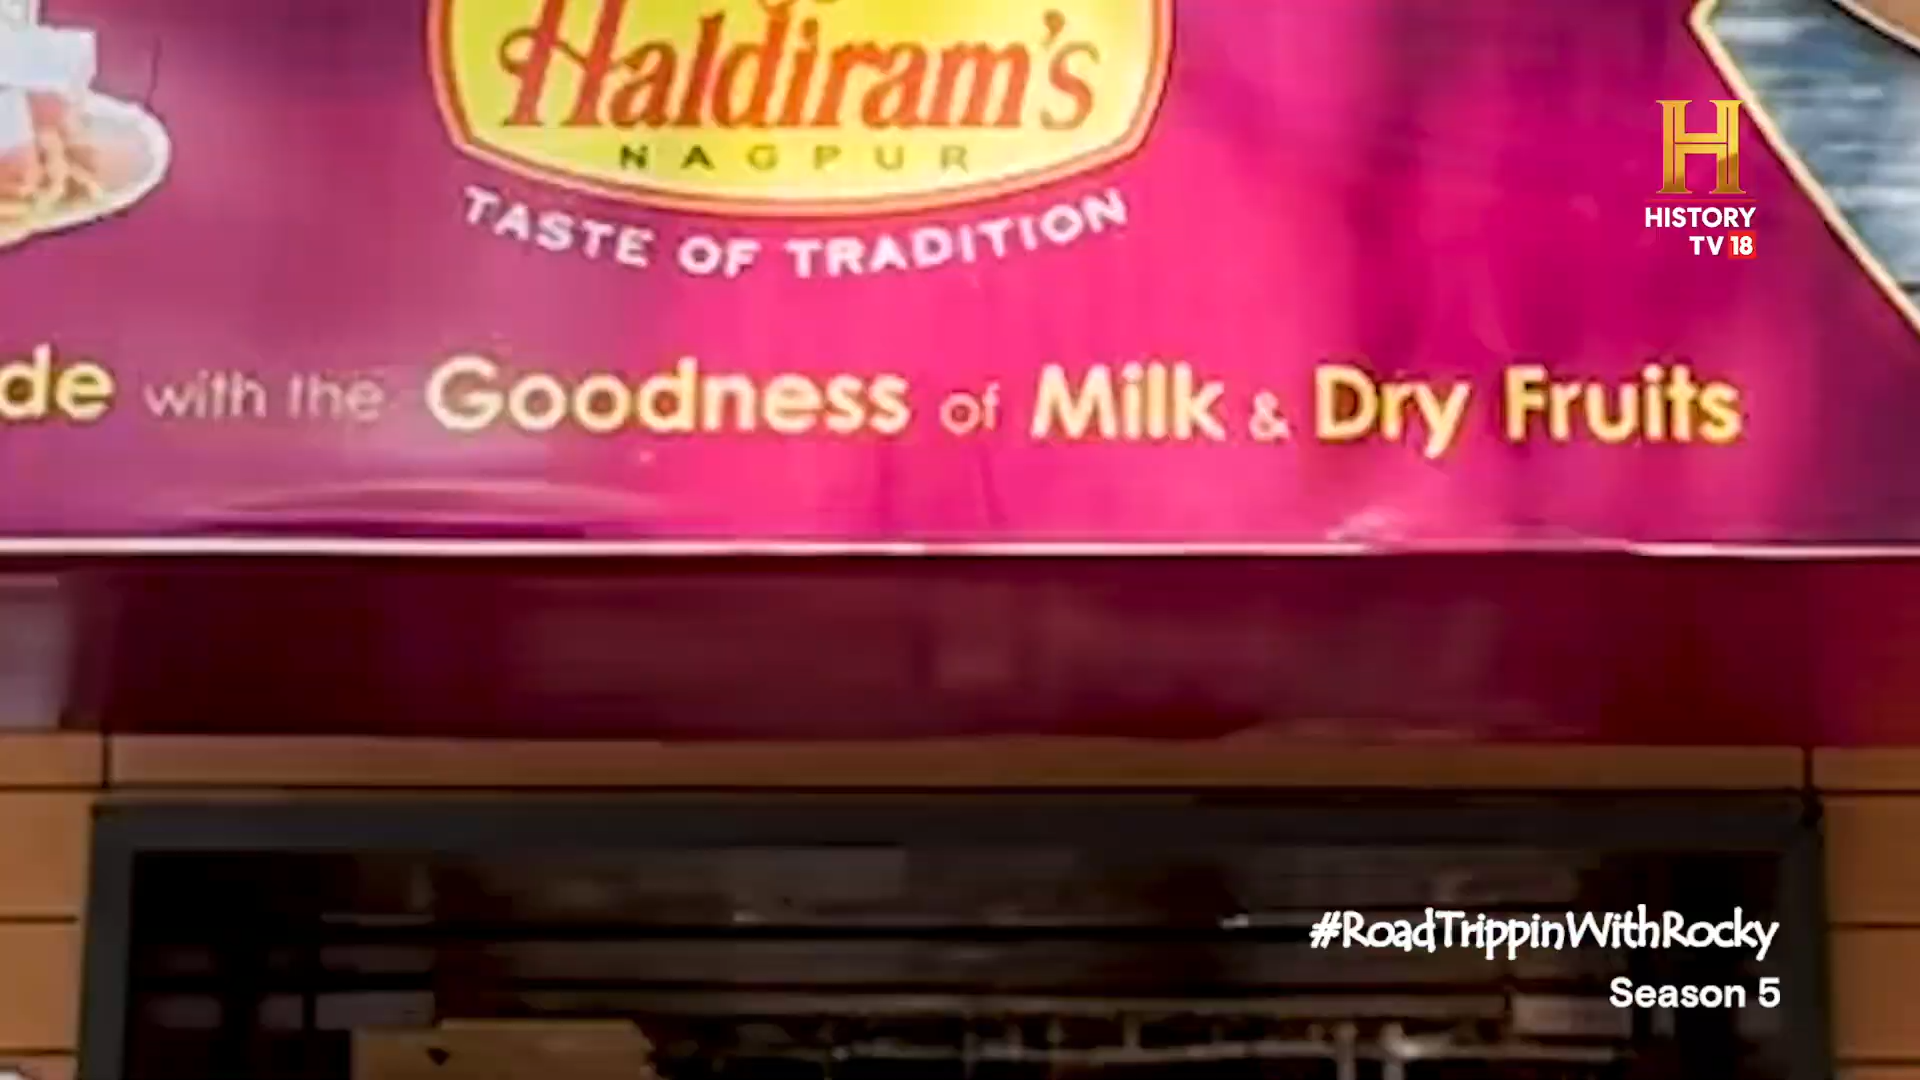 Haldiram's
NAGPUR
TASTE OF TRADITION
de with the Goodness of Milk & Dry Fruits
H
HISTORY
TV 18
#RoadTrippinWithRocky
Season 5